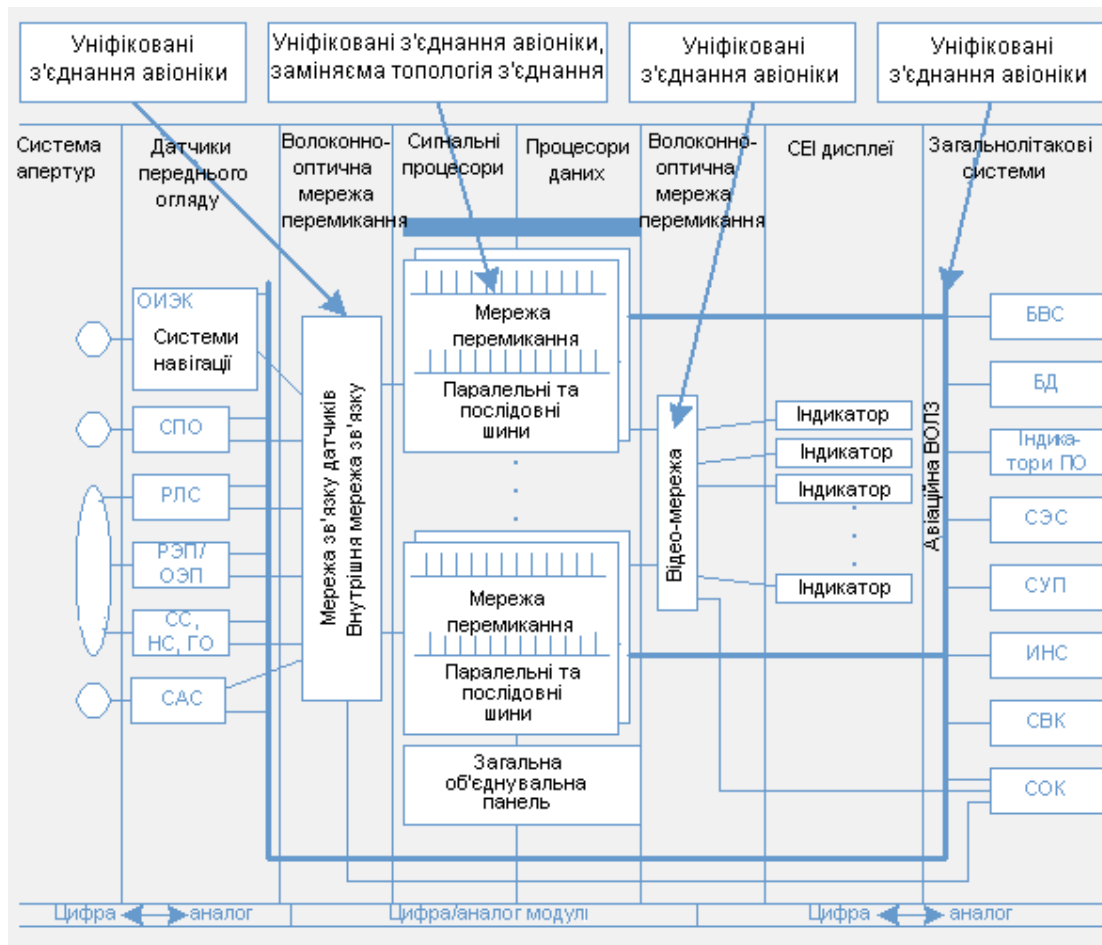 Уніфіковані
з'єднання авіоніки
Уніфіковані з'єднання авіоніки,
заміняєма топологія з'єднання
Уніфіковані
з'єднання авіоніки
Уніфіковані
з'єднання авіоніки
Система
апертур
Датчики
переднього
огляду
Волоконно-
оптична
мережа
перемикання
Сигнальні
процесори
Процесори
даних
Волоконно-
оптична
мережа
перемикання
СЕІ дисплеї
Загальнолітакові
системи
ОИЭК
Системи
навігації
СПО
РЛС
РЭП/
ОЭП
СС,
НС, ГО
САС
Мережа зв'язку датчиків
Внутрішня мережа зв'язку
Мережа
перемикання
Паралельні та
послідовні
шини
Мережа
перемикання
Паралельні та
послідовні
шини
Загальна
об'єднувальна
панель
Відео-мережа
Індикатор
Індикатор
Індикатор
Індикатор
Авіаційна ВОЛЗ
БВС
БД
Індика-
тори ПО
СЭС
СУП
ИНС
СВК
СОК
Цифра аналог
Цифра/аналог модулі
Цифра аналог